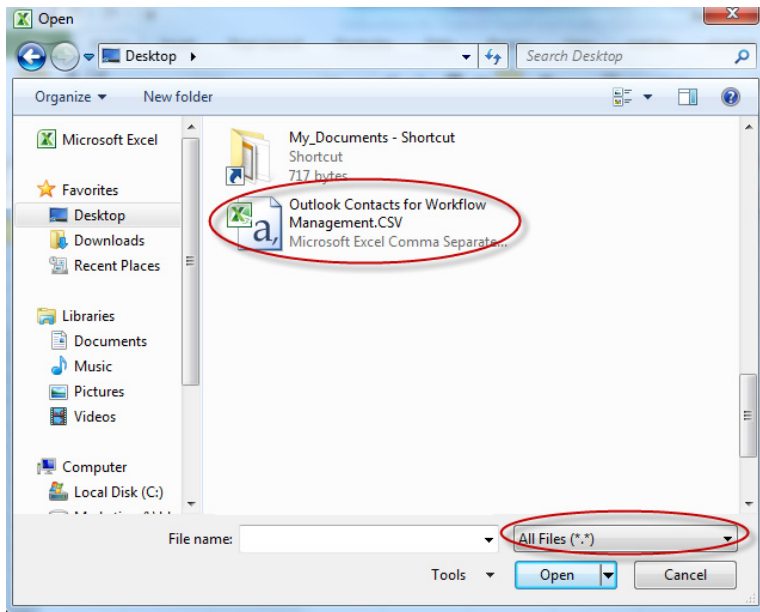 Open
Desktop
Search Desktop
Organize
New folder
Microsoft Excel
Favorites
Desktop
Downloads
Recent Places
Libraries
Documents
Music
Pictures
Videos
Computer
Local Disk (C:)
My_Documents - Shortcut
Shortcut
717 bytes
Outlook Contacts for Workflow
Management.CSV
a,
Microsoft Excel Comma Separate...
File name:
All Files (*.*)
Tools
Open
Cancel